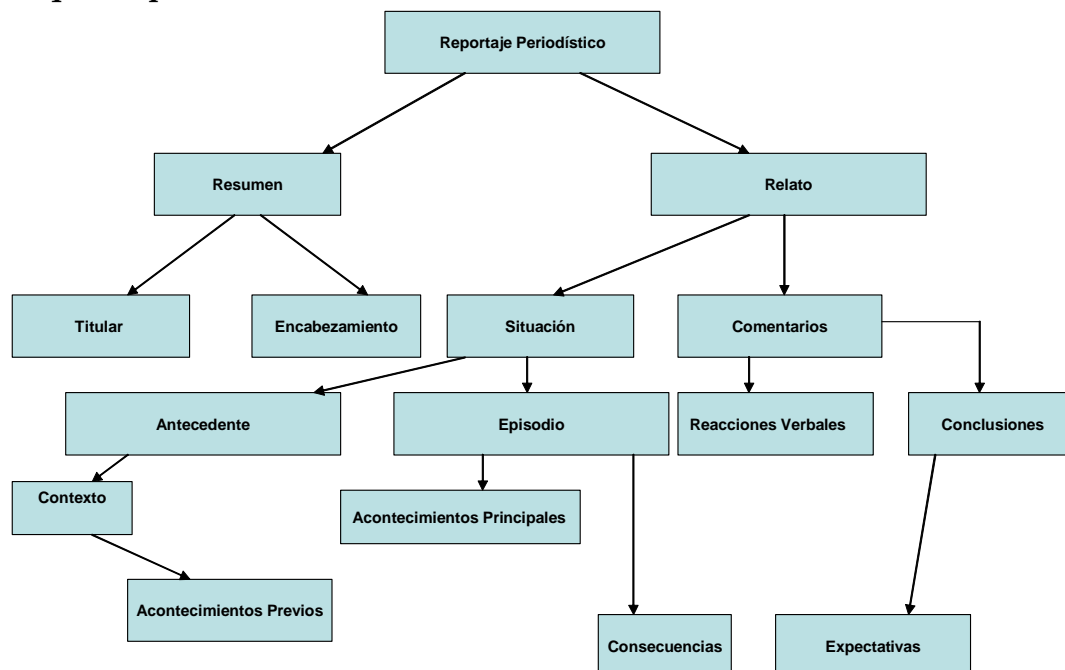 Reportaje Periodístico
Resumen
Relato
Titular
Encabezamiento
Situación
Comentarios
Antecedente
Episodio
Reacciones Verbales
Conclusiones
Contexto
Acontecimientos Principales
Acontecimientos Previos
Consecuencias
Expectativas